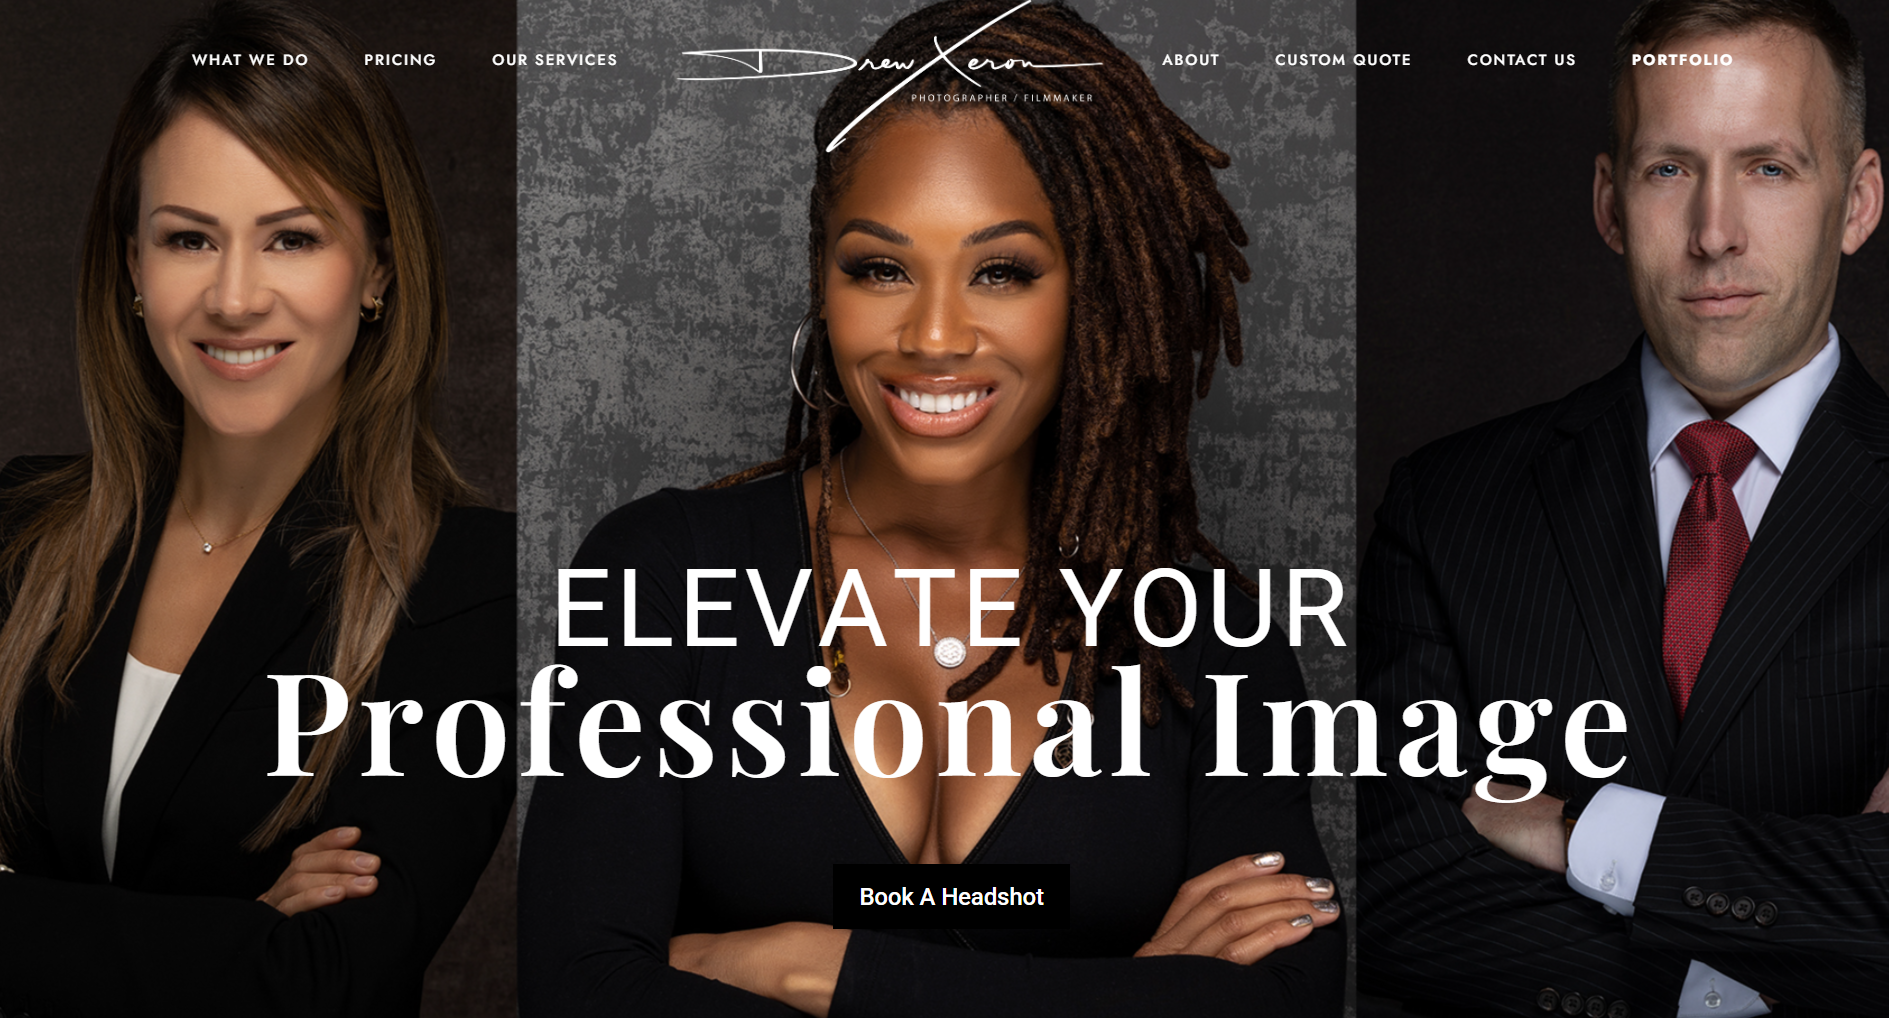 WHAT WE DO
PRICING
OUR SERVICES
Drew Xeron
PHOTOGRAPHER / FILMMAKER
ABOUT
CUSTOM QUOTE
CONTACT US
PORTFOLIO
ELEVATE YOUR
Professional Image
Book A Headshot